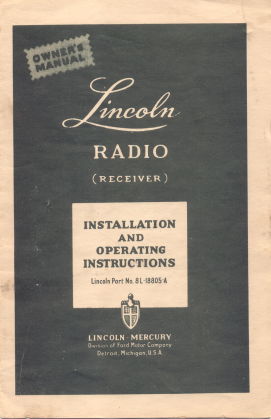 OWNER'S
MANUAL
Lincoln
RADIO
(RECEIVER)
INSTALLATION
AND
OPERATING
INSTRUCTIONS
Lincoln Part No. 8L-18805-A
LINCOLN-MERCURY
Division of Ford Motor Company
Detroit, Michigan, U.S.A.